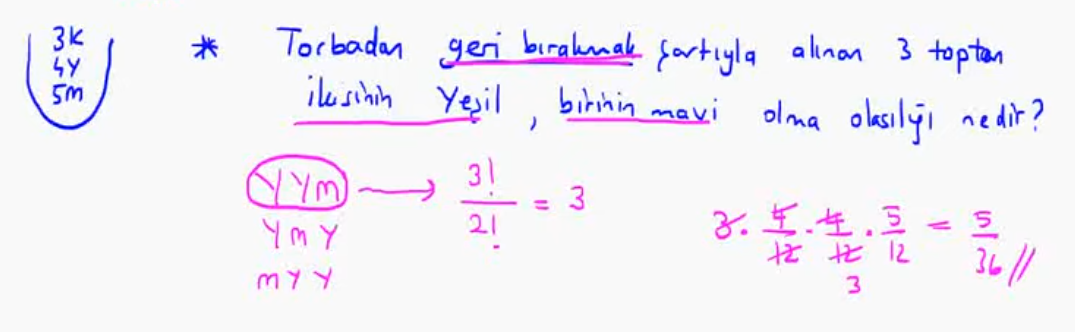 3K
4Y
5M
* Torbadan geri bırakmak şartıyla alınan 3 toptan
ikisinin Yeşil, birinin mavi olma olasılığı nedir?
YYM → 3!/2! = 3
YMY
MYY
3 . 4/12 . 4/12 . 5/12 = 5/36 //
3